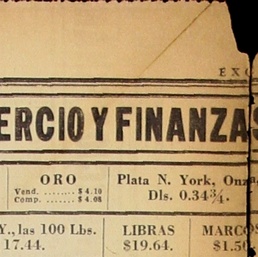 EXC
ERCIO Y FINANZAS
ORO
Vend. ........ $ 4.10
Comp. ........ $ 4.08
Plata N. York, Onza
Dls. 0.34¾.
Y., las 100 Lbs.
17.44.
LIBRAS
$19.64.
MARCOS
$1.50.